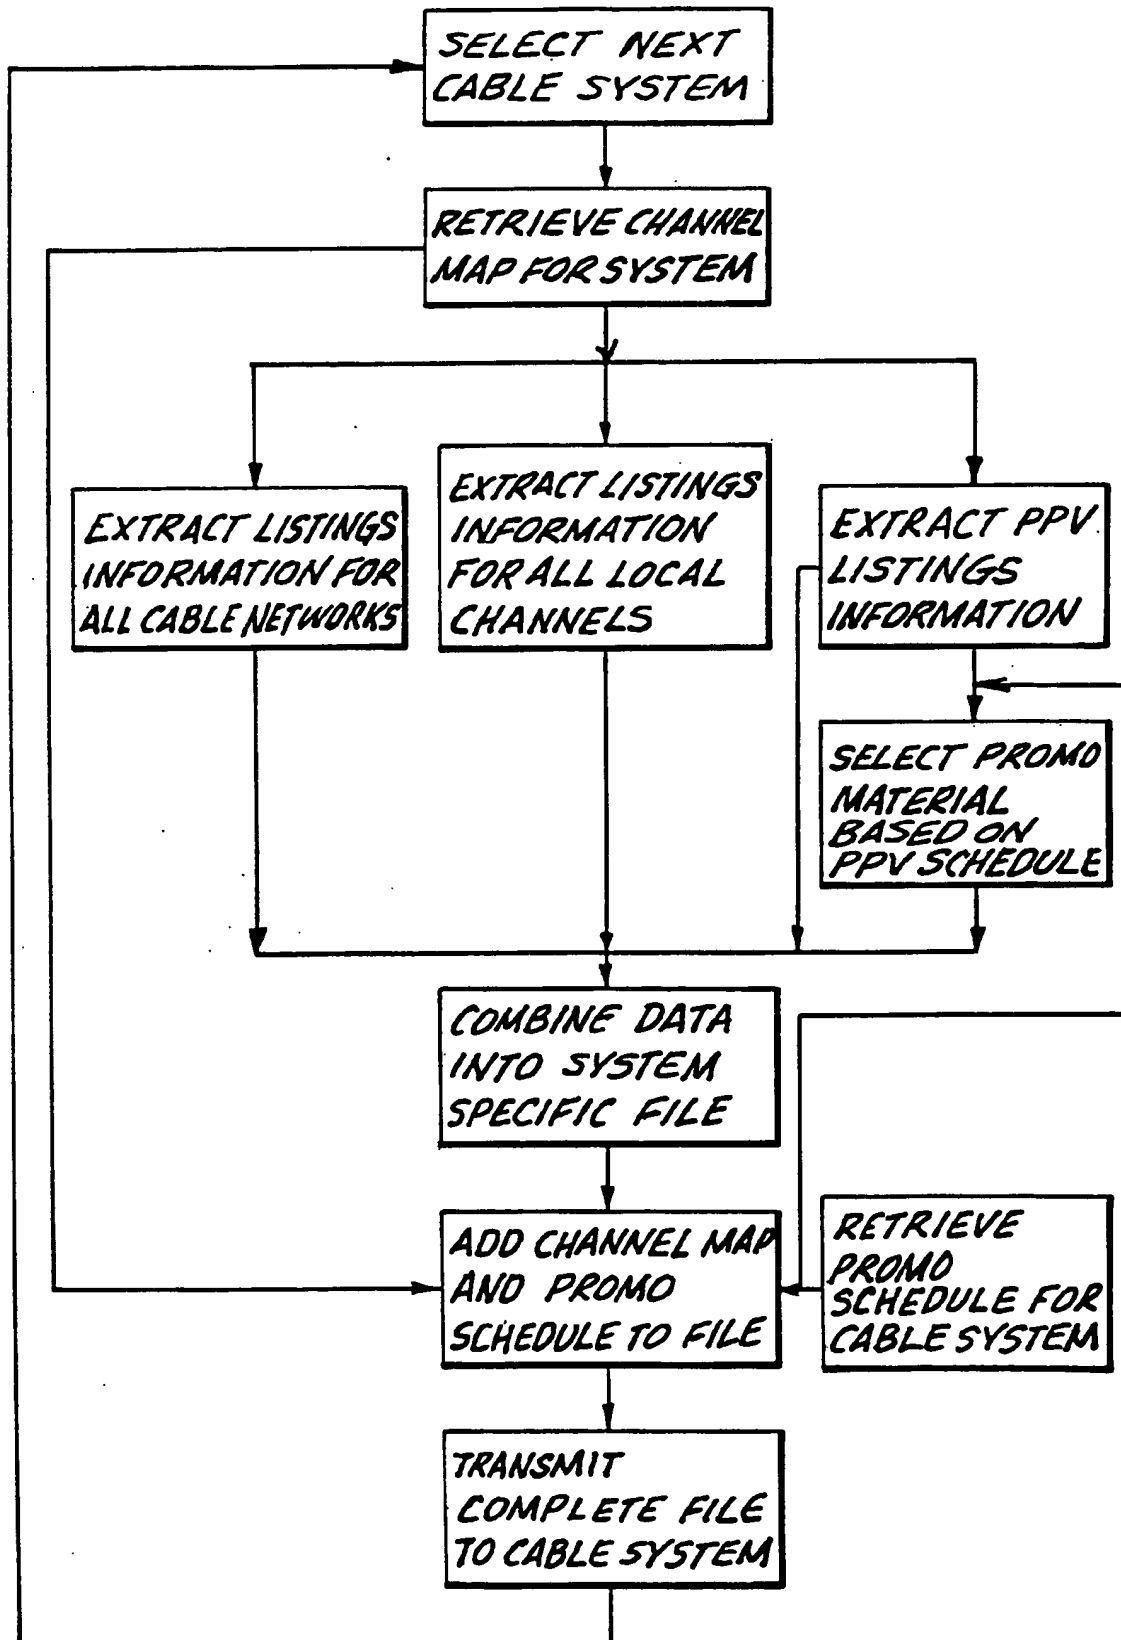 SELECT NEXT
CABLE SYSTEM
RETRIEVE CHANNEL
MAP FOR SYSTEM
EXTRACT LISTINGS
INFORMATION FOR
ALL CABLE NETWORKS
EXTRACT LISTINGS
INFORMATION
FOR ALL LOCAL
CHANNELS
EXTRACT PPV
LISTINGS
INFORMATION
SELECT PROMO
MATERIAL
BASED ON
PPV SCHEDULE
COMBINE DATA
INTO SYSTEM
SPECIFIC FILE
ADD CHANNEL MAP
AND PROMO
SCHEDULE TO FILE
RETRIEVE
PROMO
SCHEDULE FOR
CABLE SYSTEM
TRANSMIT
COMPLETE FILE
TO CABLE SYSTEM